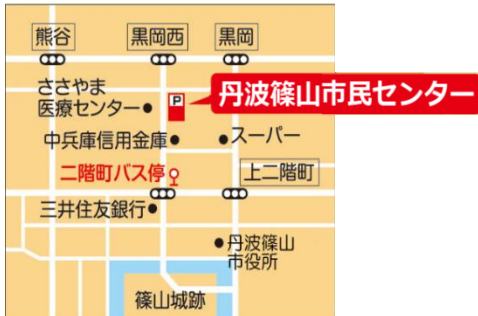 熊谷
黒岡西
黒岡
ささやま
医療センター
P
丹波篠山市民センター
中兵庫信用金庫
スーパー
二階町バス停
上二階町
三井住友銀行
丹波篠山
市役所
篠山城跡